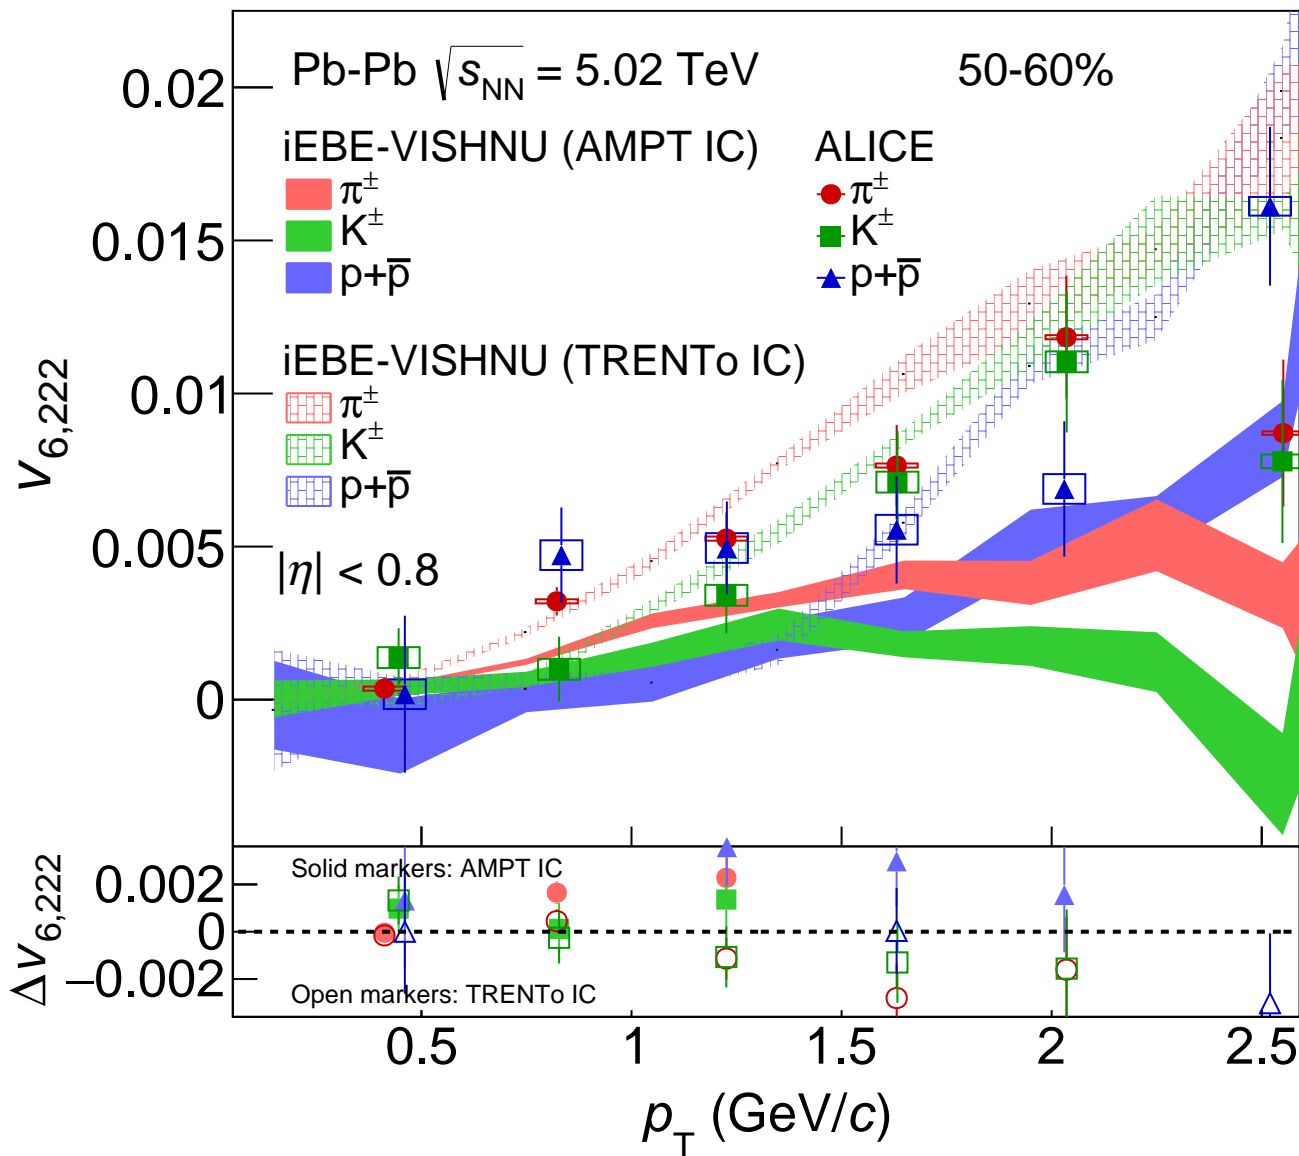 Pb-Pb √sNN = 5.02 TeV 50-60%
iEBE-VISHNU (AMPT IC) ALICE
π± π±
K± K±
p+p̅ p+p̅
iEBE-VISHNU (TRENTo IC)
π±
K±
p+p̅
|η| < 0.8
0.02
0.015
0.01
0.005
0
v6,222
Solid markers: AMPT IC
Open markers: TRENTo IC
0.002
0
−0.002
Δv6,222
0.5 1 1.5 2 2.5
pT (GeV/c)